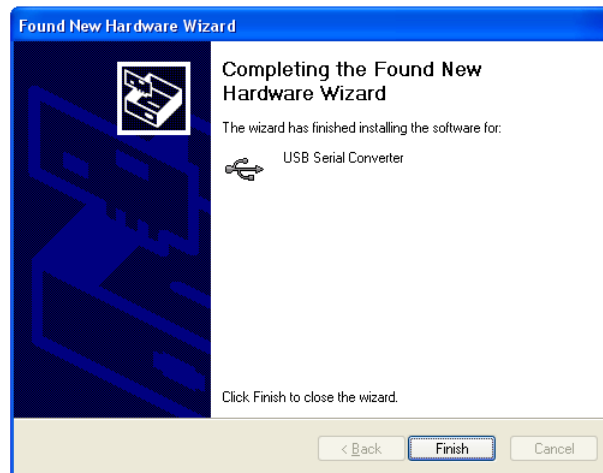 Found New Hardware Wizard
Completing the Found New
Hardware Wizard
The wizard has finished installing the software for:
USB Serial Converter
Click Finish to close the wizard.
< Back
Finish
Cancel